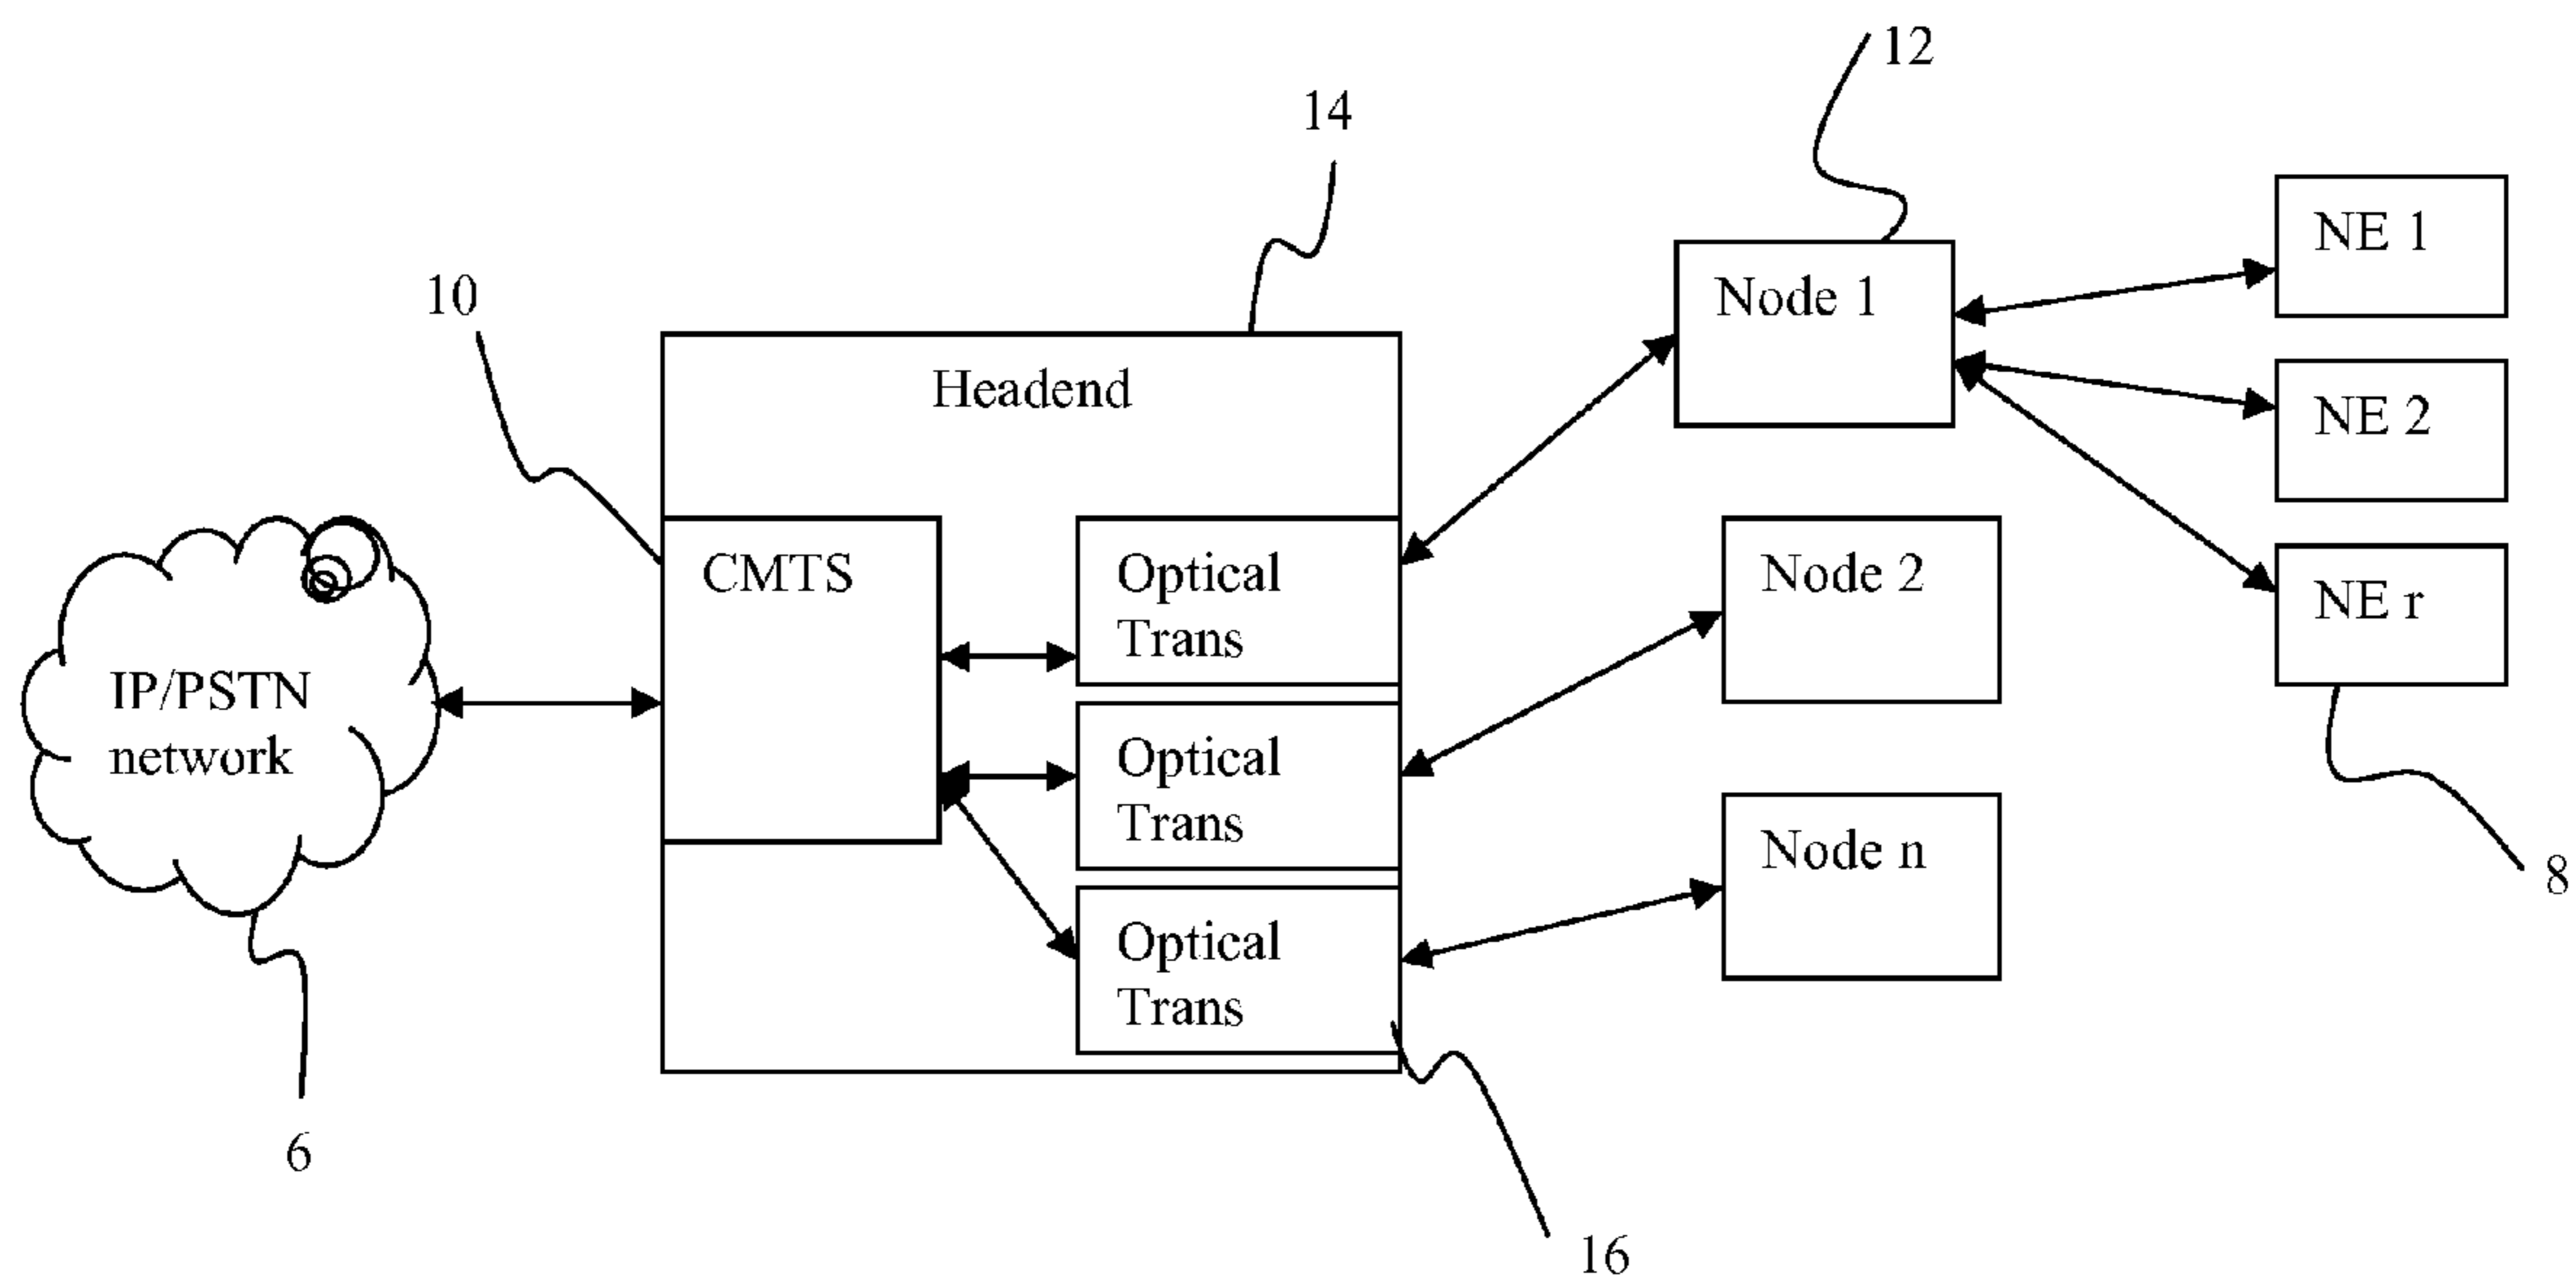 12
14
10
Headend
Node 1
NE 1
NE 2
NE r
CMTS
Optical
Trans
Node 2
IP/PSTN
network
Optical
Trans
Node n
8
Optical
Trans
6
16